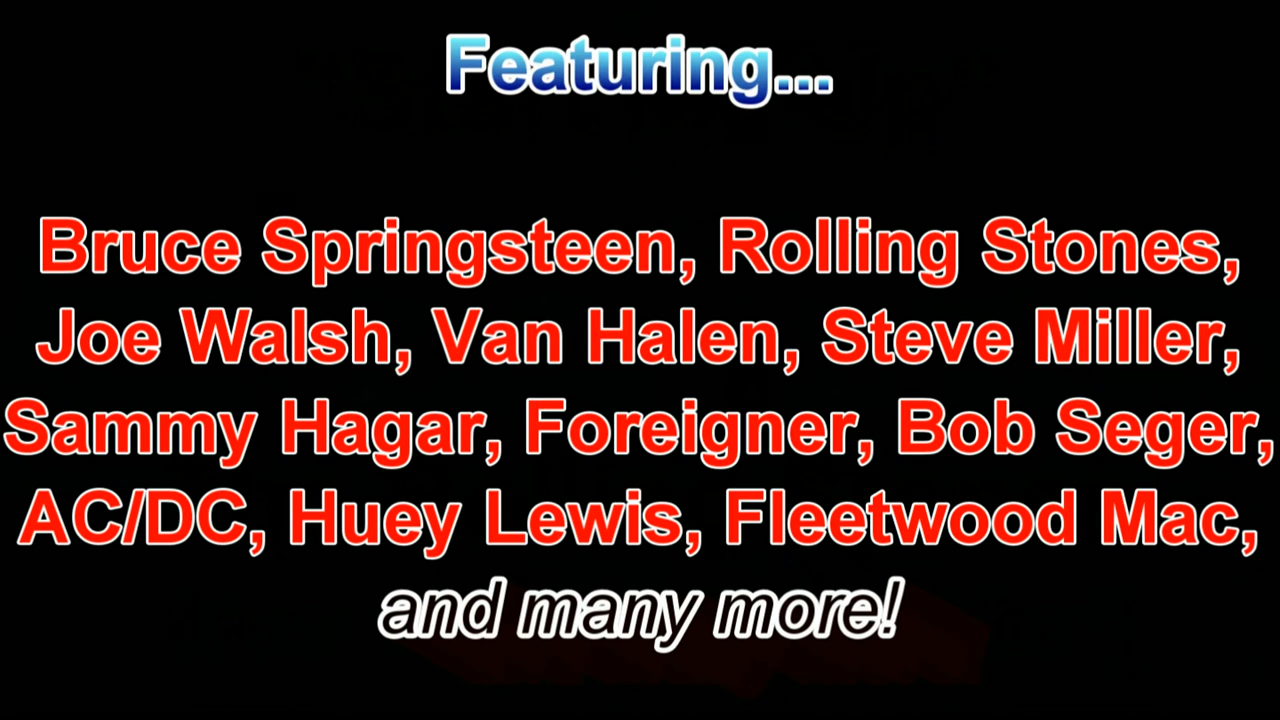 Featuring...
Bruce Springsteen, Rolling Stones,
Joe Walsh, Van Halen, Steve Miller,
Sammy Hagar, Foreigner, Bob Seger,
AC/DC, Huey Lewis, Fleetwood Mac,
and many more!